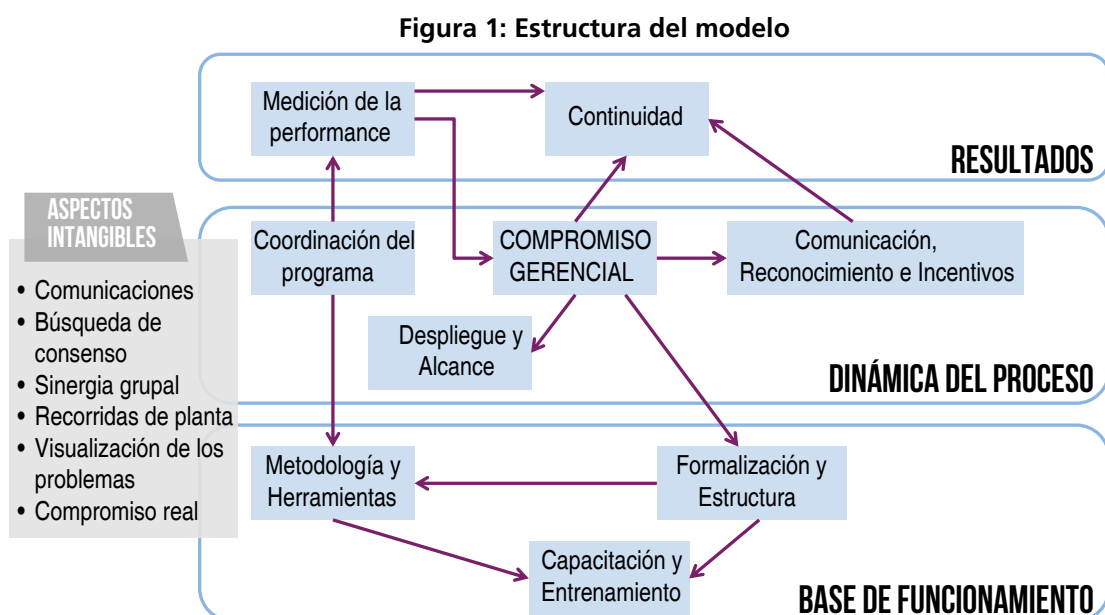 Figura 1: Estructura del modelo
Medición de la
performance
Continuidad
RESULTADOS
ASPECTOS
INTANGIBLES
• Comunicaciones
• Búsqueda de
consenso
• Sinergia grupal
• Recorridas de planta
• Visualización de los
problemas
• Compromiso real
Coordinación del
programa
COMPROMISO
GERENCIAL
Comunicación,
Reconocimiento e Incentivos
Despliegue y
Alcance
DINÁMICA DEL PROCESO
Metodología y
Herramientas
Formalización y
Estructura
Capacitación y
Entrenamiento
BASE DE FUNCIONAMIENTO